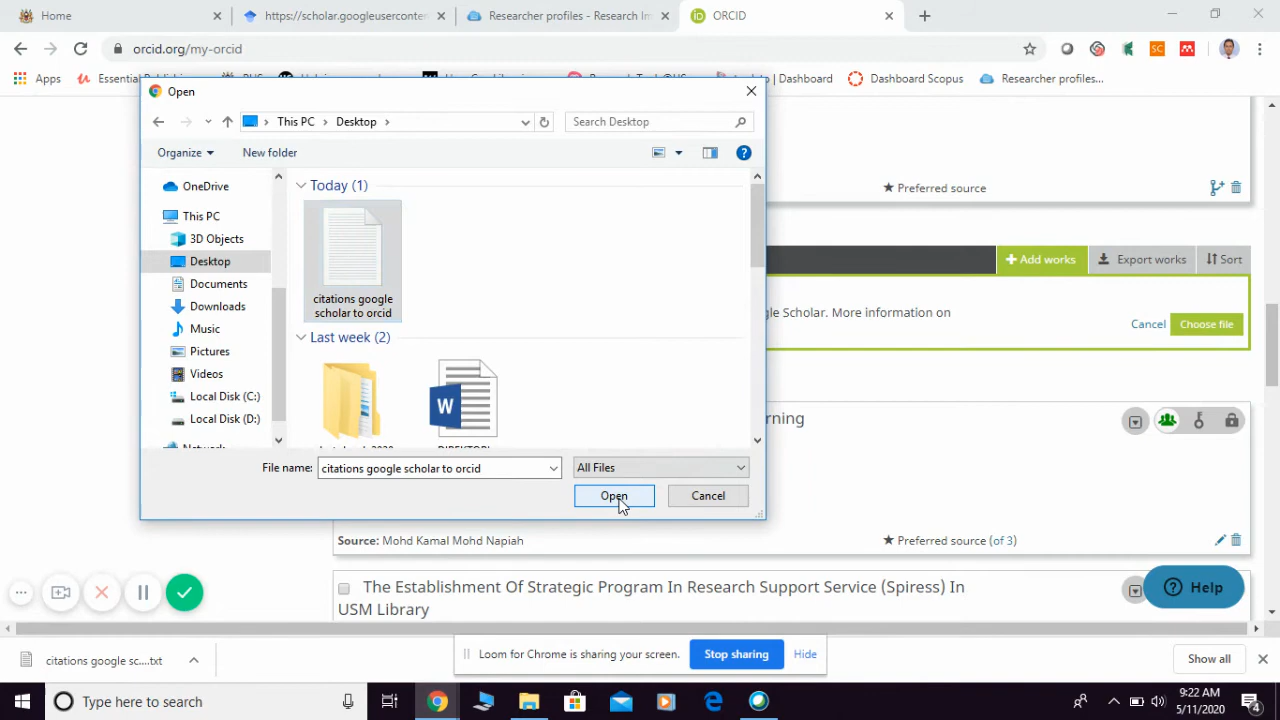 Home
https://scholar.googleuserconten
Researcher profiles - Research Im
ORCID
orcid.org/my-orcid
Apps
Essential
Dashboard
Dashboard Scopus
Researcher profiles...
Open
This PC
Desktop
Search Desktop
Organize
New folder
OneDrive
This PC
3D Objects
Desktop
Documents
Downloads
Music
Pictures
Videos
Local Disk (C:)
Local Disk (D:)
Network
Today (1)
citations google
scholar to orcid
Last week (2)
W
File name:
citations google scholar to orcid
All Files
Open
Cancel
Preferred source
Add works
Export works
Sort
gle Scholar. More information on
Cancel
Choose file
rning
Source: Mohd Kamal Mohd Napiah
Preferred source (of 3)
The Establishment Of Strategic Program In Research Support Service (Spiress) In
USM Library
Help
citations google sc....txt
Loom for Chrome is sharing your screen.
Stop sharing
Hide
Show all
Type here to search
9:22 AM
5/11/2020
4